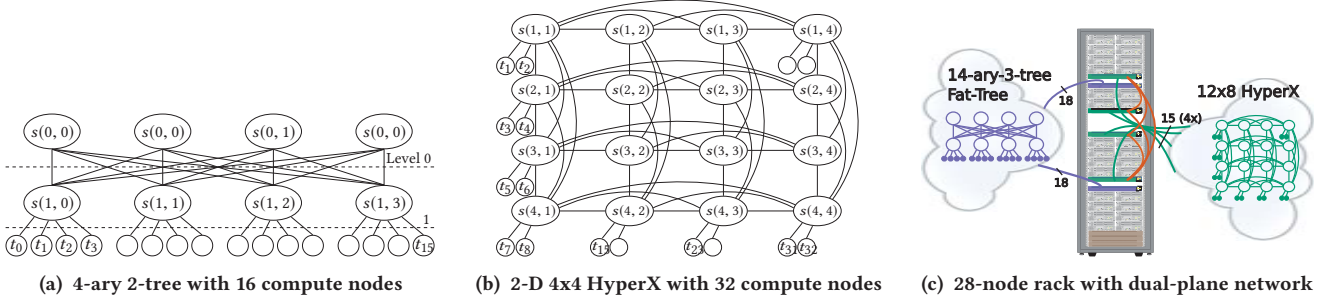 s(0, 0) s(0, 0) s(0, 1) s(0, 0)
Level 0
s(1, 0) s(1, 1) s(1, 2) s(1, 3)
1
t0 t1 t2 t3 t15
(a) 4-ary 2-tree with 16 compute nodes
s(1, 1) s(1, 2) s(1, 3) s(1, 4)
t1 t2
s(2, 1) s(2, 2) s(2, 3) s(2, 4)
t3 t4
s(3, 1) s(3, 2) s(3, 3) s(3, 4)
t5 t6
s(4, 1) s(4, 2) s(4, 3) s(4, 4)
t7 t8 t15 t23 t31 t32
(b) 2-D 4x4 HyperX with 32 compute nodes
14-ary-3-tree
Fat-Tree
18
18
15 (4x)
12x8 HyperX
(c) 28-node rack with dual-plane network